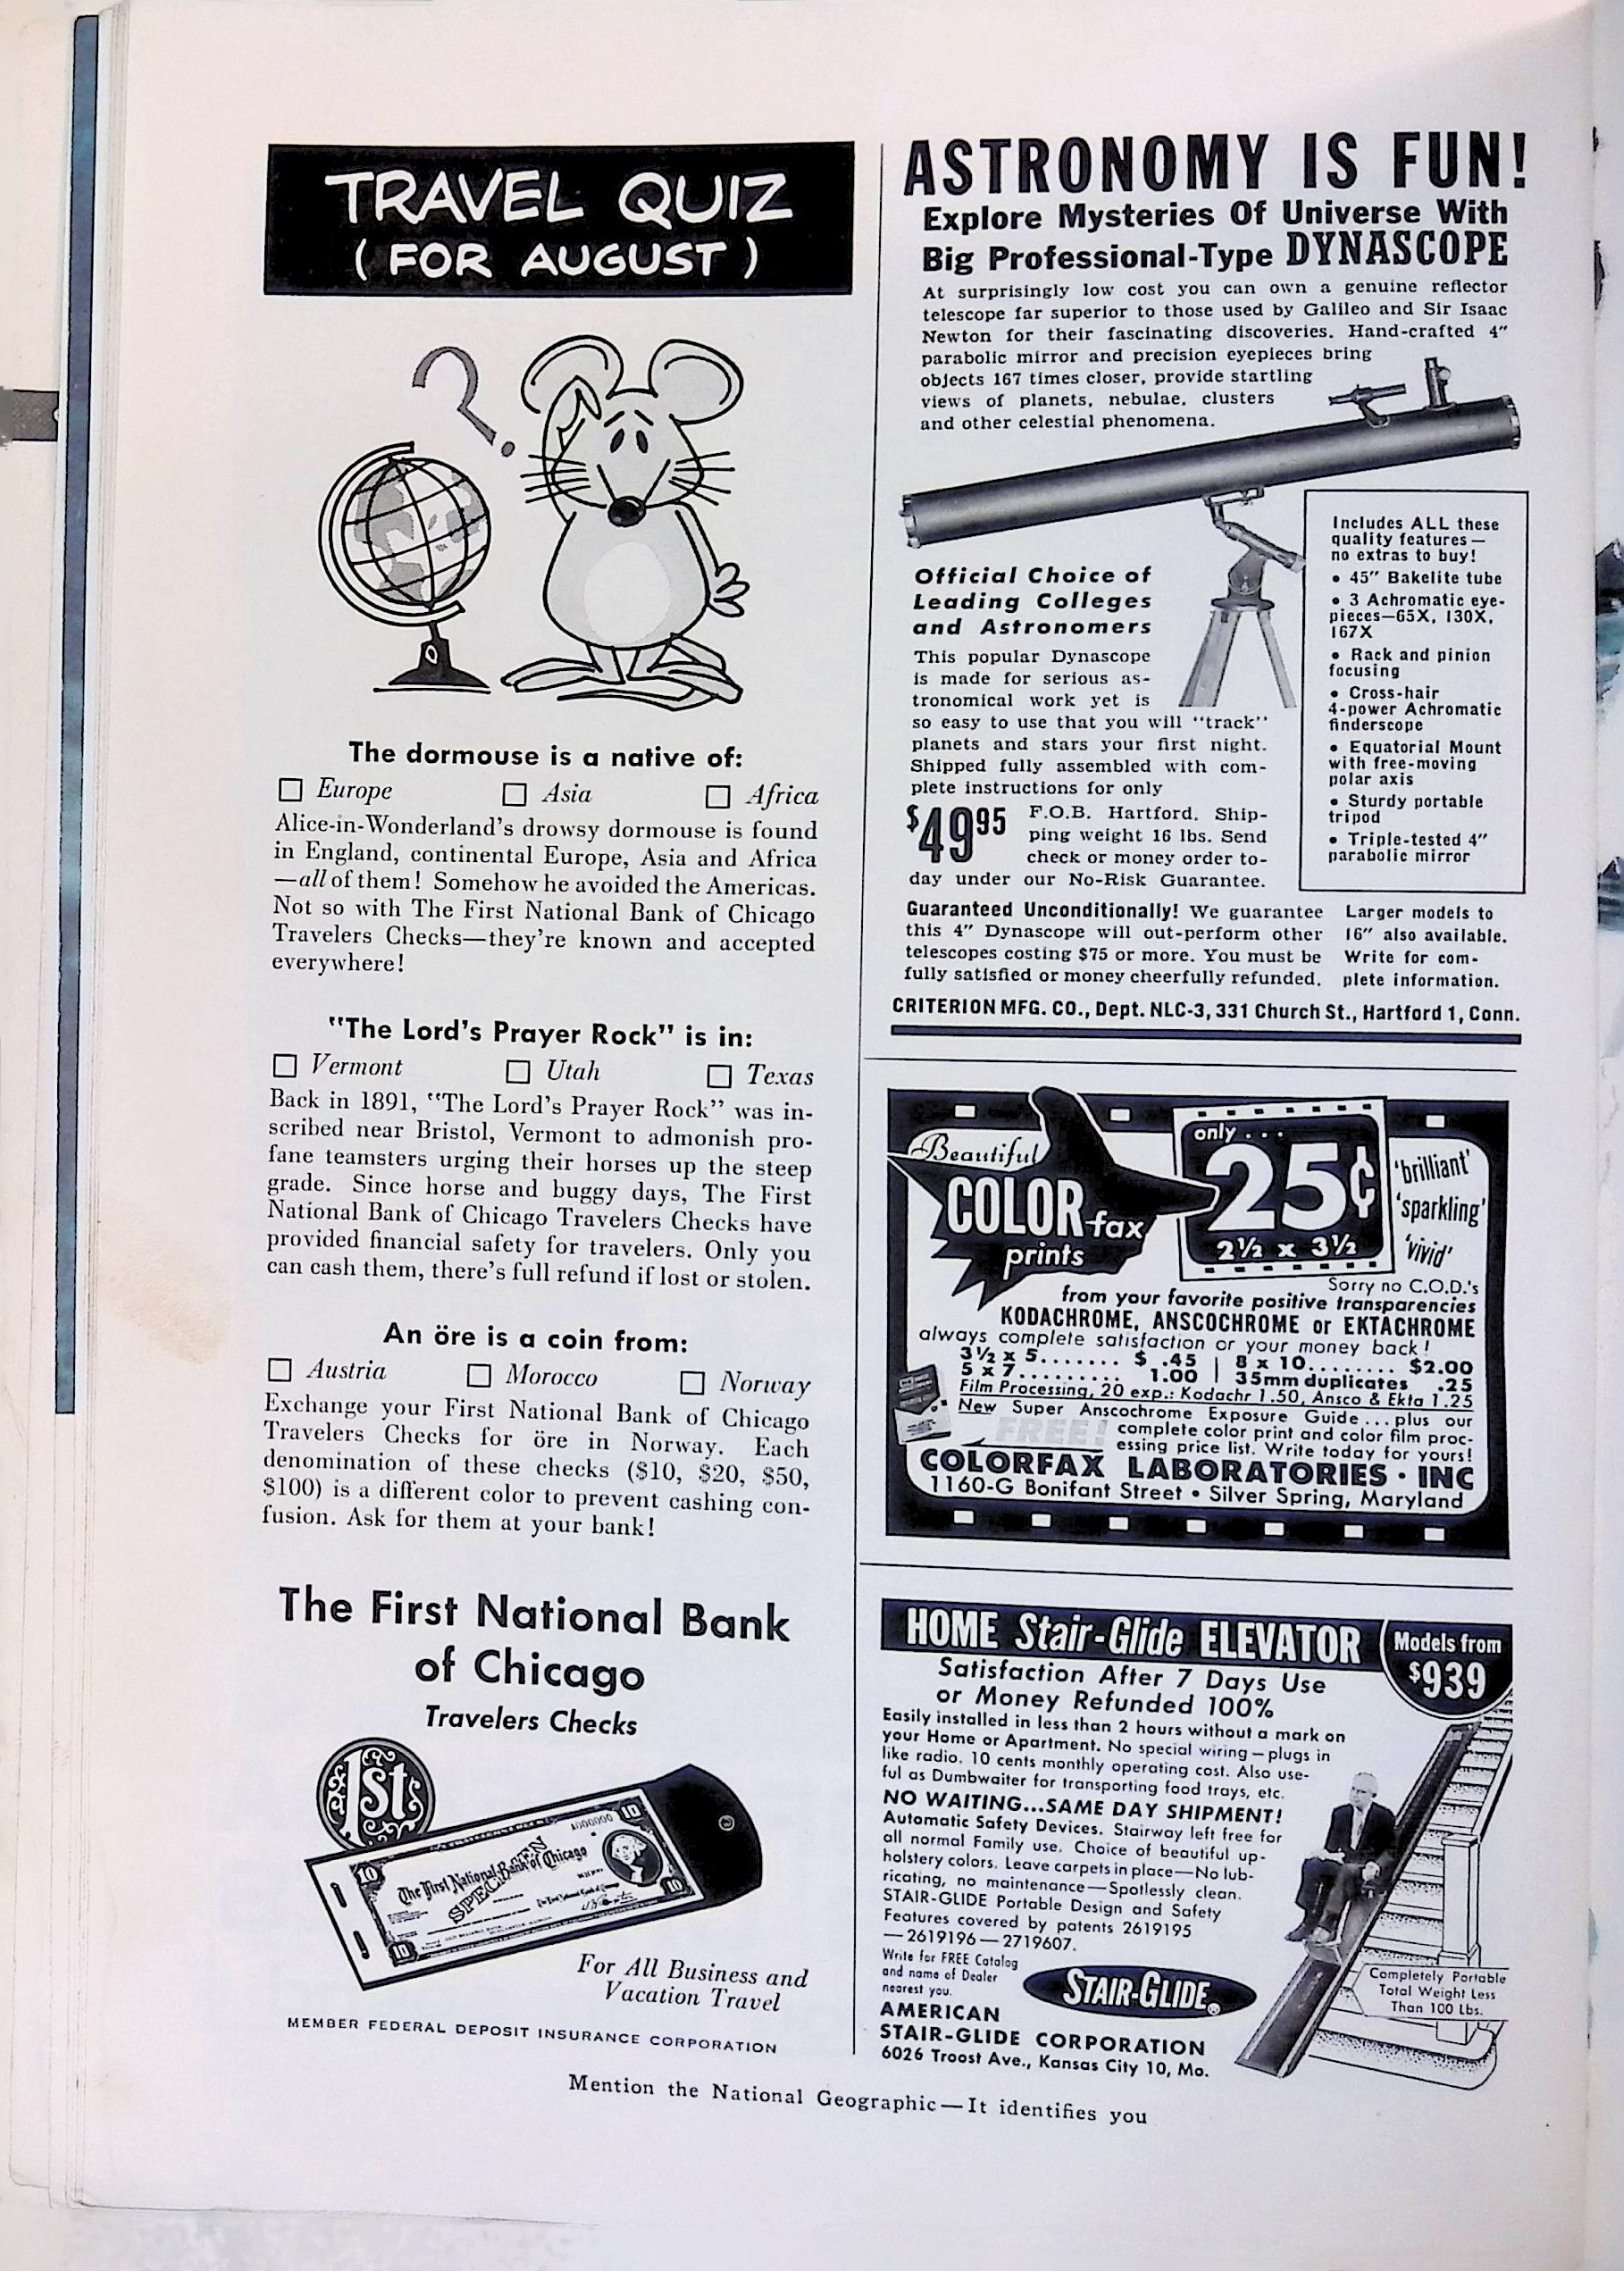 TRAVEL QUIZ
( FOR AUGUST )
?
The dormouse is a native of:
☐ Europe ☐ Asia ☐ Africa
Alice-in-Wonderland's drowsy dormouse is found
in England, continental Europe, Asia and Africa
—all of them! Somehow he avoided the Americas.
Not so with The First National Bank of Chicago
Travelers Checks—they're known and accepted
everywhere!
"The Lord's Prayer Rock" is in:
☐ Vermont ☐ Utah ☐ Texas
Back in 1891, "The Lord's Prayer Rock" was in-
scribed near Bristol, Vermont to admonish pro-
fane teamsters urging their horses up the steep
grade. Since horse and buggy days, The First
National Bank of Chicago Travelers Checks have
provided financial safety for travelers. Only you
can cash them, there's full refund if lost or stolen.
An öre is a coin from:
☐ Austria ☐ Morocco ☐ Norway
Exchange your First National Bank of Chicago
Travelers Checks for öre in Norway. Each
denomination of these checks ($10, $20, $50,
$100) is a different color to prevent cashing con-
fusion. Ask for them at your bank!
The First National Bank
of Chicago
Travelers Checks
1st
10 A000000 10
The First National Bank of Chicago
SPECIMEN
10 10
For All Business and
Vacation Travel
MEMBER FEDERAL DEPOSIT INSURANCE CORPORATION
ASTRONOMY IS FUN!
Explore Mysteries Of Universe With
Big Professional-Type DYNASCOPE
At surprisingly low cost you can own a genuine reflector
telescope far superior to those used by Galileo and Sir Isaac
Newton for their fascinating discoveries. Hand-crafted 4"
parabolic mirror and precision eyepieces bring
objects 167 times closer, provide startling
views of planets, nebulae, clusters
and other celestial phenomena.
Official Choice of
Leading Colleges
and Astronomers
This popular Dynascope
is made for serious as-
tronomical work yet is
so easy to use that you will "track"
planets and stars your first night.
Shipped fully assembled with com-
plete instructions for only
$4995 F.O.B. Hartford. Ship-
ping weight 16 lbs. Send
check or money order to-
day under our No-Risk Guarantee.
Includes ALL these
quality features—
no extras to buy!
• 45" Bakelite tube
• 3 Achromatic eye-
pieces—65X, 130X,
167X
• Rack and pinion
focusing
• Cross-hair
4-power Achromatic
finderscope
• Equatorial Mount
with free-moving
polar axis
• Sturdy portable
tripod
• Triple-tested 4"
parabolic mirror
Guaranteed Unconditionally! We guarantee
this 4" Dynascope will out-perform other
telescopes costing $75 or more. You must be
fully satisfied or money cheerfully refunded.
Larger models to
16" also available.
Write for com-
plete information.
CRITERION MFG. CO., Dept. NLC-3, 331 Church St., Hartford 1, Conn.
Beautiful
COLOR fax
prints
only . . .
25¢
2½ x 3½
'brilliant'
'sparkling'
'vivid'
Sorry no C.O.D.'s
from your favorite positive transparencies
KODACHROME, ANSCOCHROME or EKTACHROME
always complete satisfaction or your money back!
3½ x 5....... $ .45 | 8 x 10........ $2.00
5 x 7.......... 1.00 | 35mm duplicates .25
Film Processing, 20 exp.: Kodachr 1.50, Ansco & Ekta 1.25
New Super Anscochrome Exposure Guide...plus our
FREE! complete color print and color film proc-
essing price list. Write today for yours!
COLORFAX LABORATORIES • INC
1160-G Bonifant Street • Silver Spring, Maryland
HOME Stair-Glide ELEVATOR
Models from
$939
Satisfaction After 7 Days Use
or Money Refunded 100%
Easily installed in less than 2 hours without a mark on
your Home or Apartment. No special wiring—plugs in
like radio. 10 cents monthly operating cost. Also use-
ful as Dumbwaiter for transporting food trays, etc.
NO WAITING...SAME DAY SHIPMENT!
Automatic Safety Devices. Stairway left free for
all normal Family use. Choice of beautiful up-
holstery colors. Leave carpets in place—No lub-
ricating, no maintenance—Spotlessly clean.
STAIR-GLIDE Portable Design and Safety
Features covered by patents 2619195
—2619196—2719607.
Write for FREE Catalog
and name of Dealer
nearest you.
STAIR-GLIDE®
AMERICAN
STAIR-GLIDE CORPORATION
6026 Troost Ave., Kansas City 10, Mo.
Completely Portable
Total Weight Less
Than 100 Lbs.
Mention the National Geographic—It identifies you